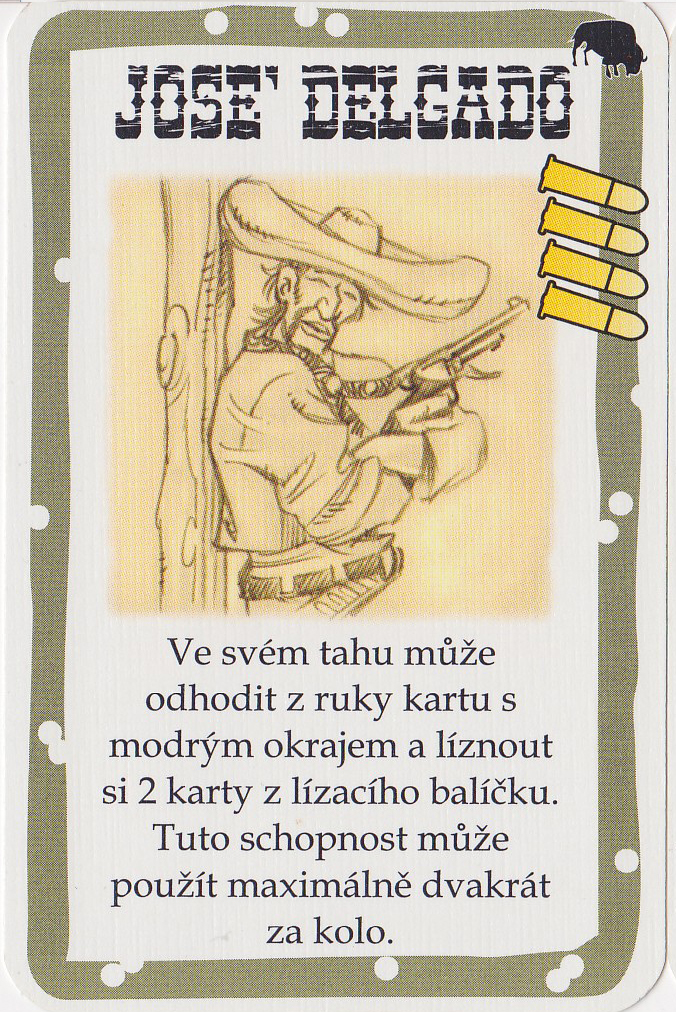 JOSE' DELGADO
Ve svém tahu může
odhodit z ruky kartu s
modrým okrajem a líznout
si 2 karty z lízacího balíčku.
Tuto schopnost může
použít maximálně dvakrát
za kolo.